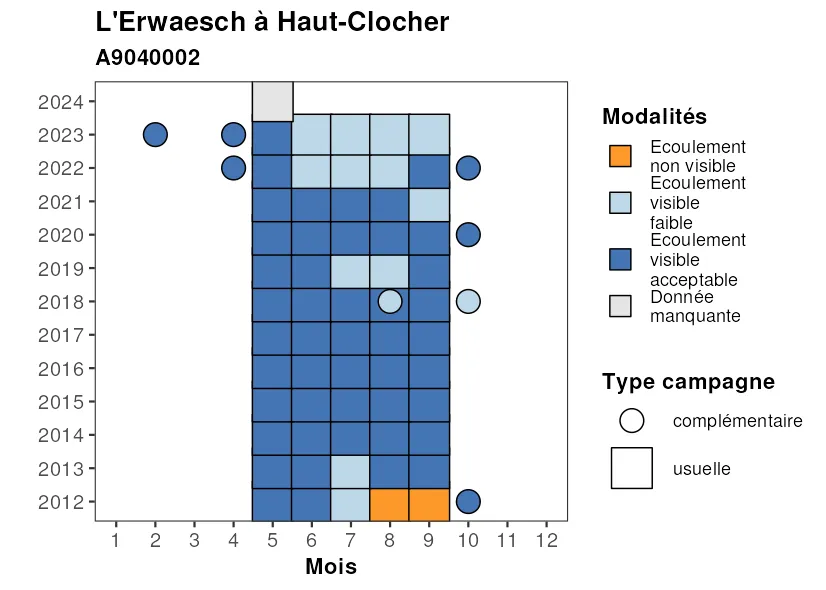 L'Erwaesch à Haut-Clocher
A9040002
2024
2023
2022
2021
2020
2019
2018
2017
2016
2015
2014
2013
2012
1 2 3 4 5 6 7 8 9 10 11 12
Mois
Modalités
Ecoulement
non visible
Ecoulement
visible
faible
Ecoulement
visible
acceptable
Donnée
manquante
Type campagne
complémentaire
usuelle